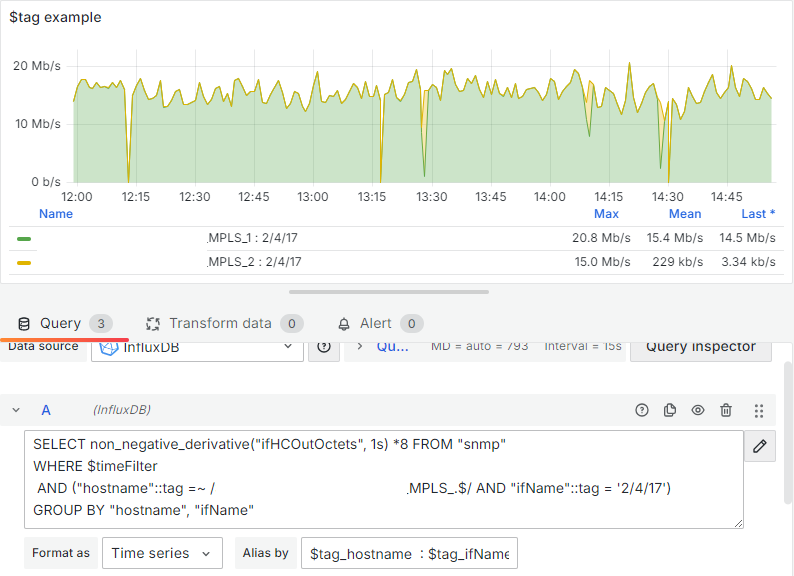 $tag example
20 Mb/s
10 Mb/s
0 b/s
12:00 12:15 12:30 12:45 13:00 13:15 13:30 13:45 14:00 14:15 14:30 14:45
Name Max Mean Last *
.MPLS_1 : 2/4/17 20.8 Mb/s 15.4 Mb/s 14.5 Mb/s
.MPLS_2 : 2/4/17 15.0 Mb/s 229 kb/s 3.34 kb/s
Query 3 Transform data 0 Alert 0
Data source InfluxDB Qu... MD = auto = 793 Interval = 15s Query inspector
A (InfluxDB)
SELECT non_negative_derivative("ifHCOutOctets", 1s) *8 FROM "snmp"
WHERE $timeFilter
AND ("hostname"::tag =~ / .MPLS_.$/ AND "ifName"::tag = '2/4/17')
GROUP BY "hostname", "ifName"
Format as Time series Alias by $tag_hostname : $tag_ifName